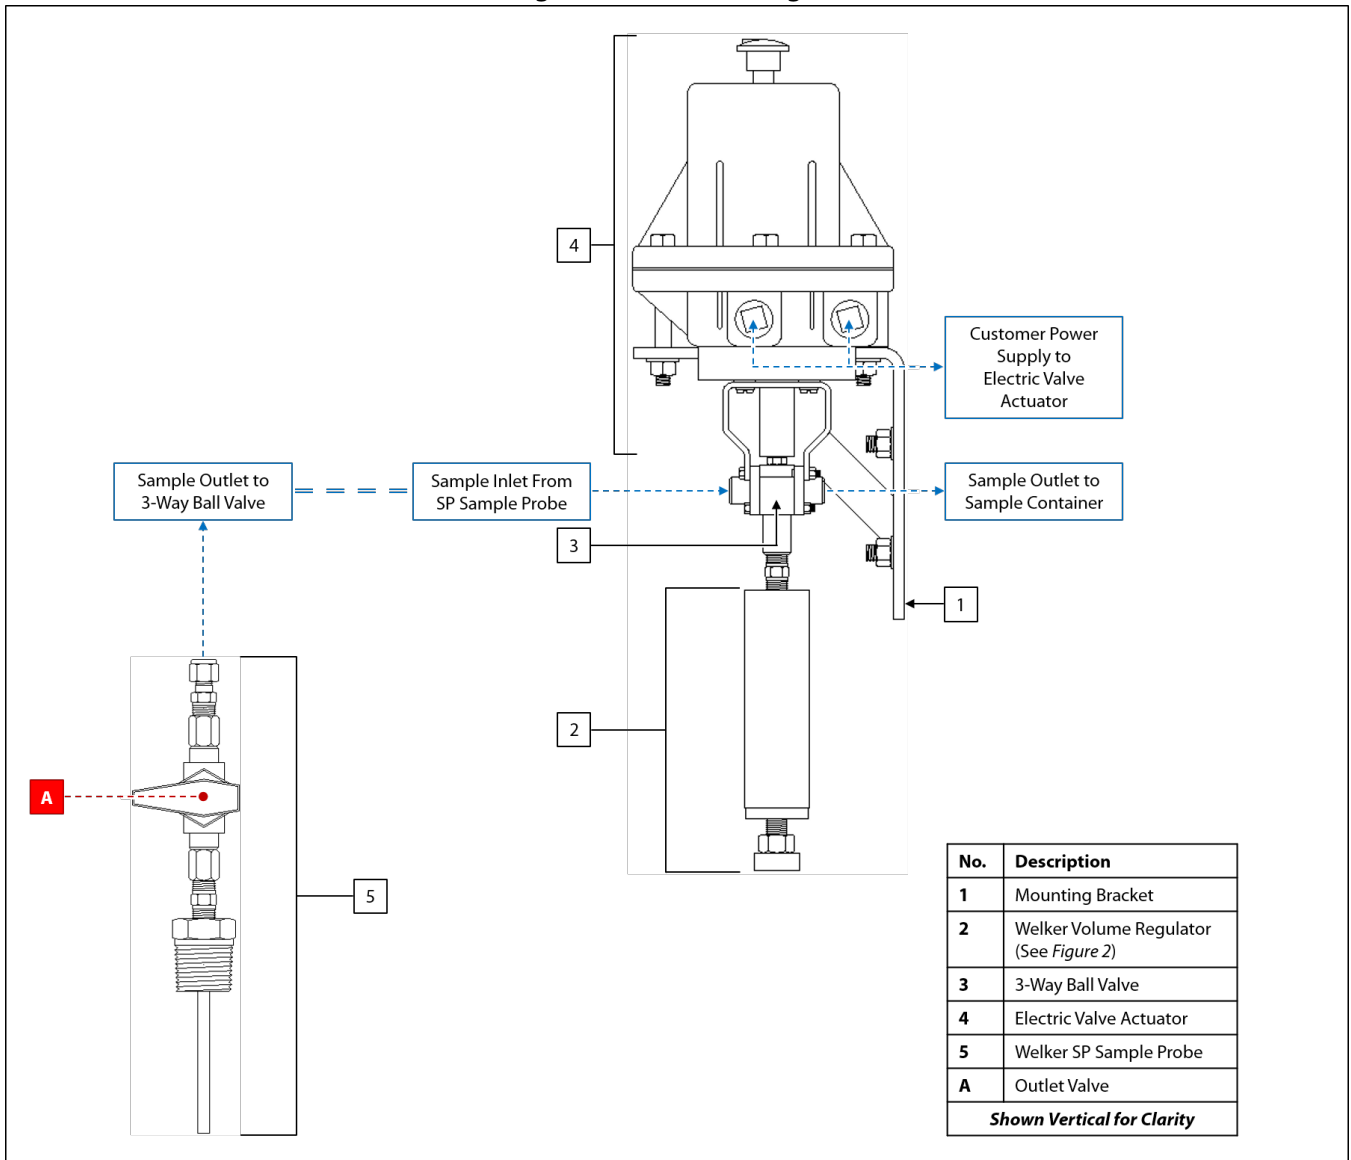 4
Customer Power
Supply to
Electric Valve
Actuator
Sample Outlet to
3-Way Ball Valve
Sample Inlet From
SP Sample Probe
Sample Outlet to
Sample Container
3
1
2
A
5
No. Description
1 Mounting Bracket
2 Welker Volume Regulator
(See Figure 2)
3 3-Way Ball Valve
4 Electric Valve Actuator
5 Welker SP Sample Probe
A Outlet Valve
Shown Vertical for Clarity